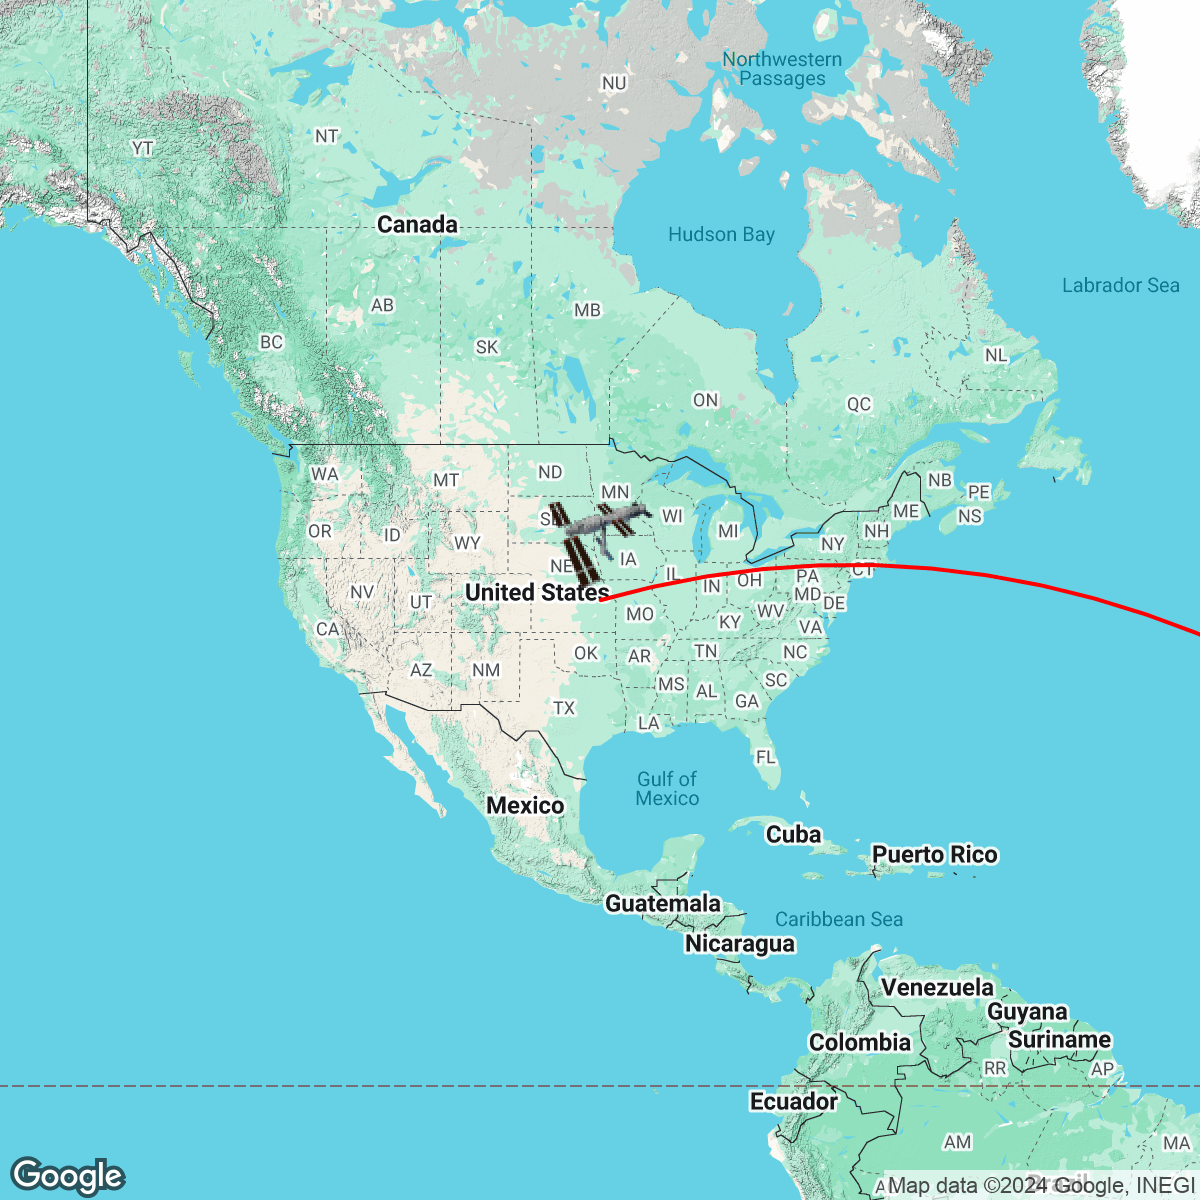 Northwestern
Passages
NU
NT
YT
Canada
Hudson Bay
Labrador Sea
AB
MB
BC
SK
NL
ON
QC
WA
MT
ND
MN
NB
PE
ME
NS
OR
ID
WI
MI
NH
WY
NY
NE
IA
IL
IN
OH
PA
CT
NV
UT
United States
MO
MD
DE
KY
WV
VA
CA
OK
AR
TN
NC
AZ
NM
MS
AL
SC
GA
TX
LA
FL
Gulf of
Mexico
Mexico
Cuba
Puerto Rico
Guatemala
Caribbean Sea
Nicaragua
Venezuela
Guyana
Colombia
Suriname
RR
AP
Ecuador
AM
MA
Google
Map data ©2024 Google, INEGI